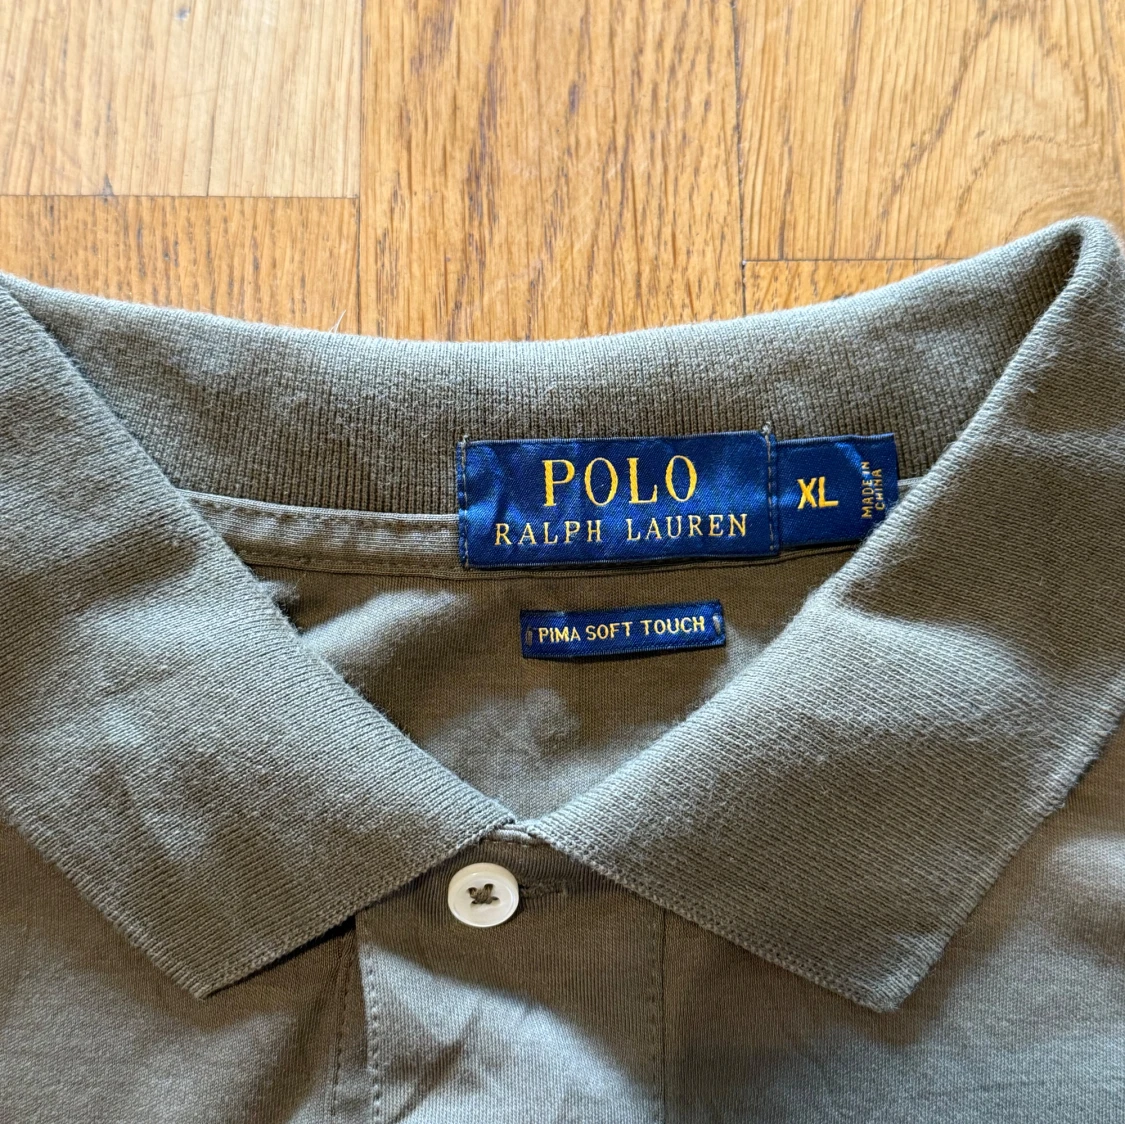 POLO
RALPH LAUREN
XL
MADE IN
CHINA
PIMA SOFT TOUCH